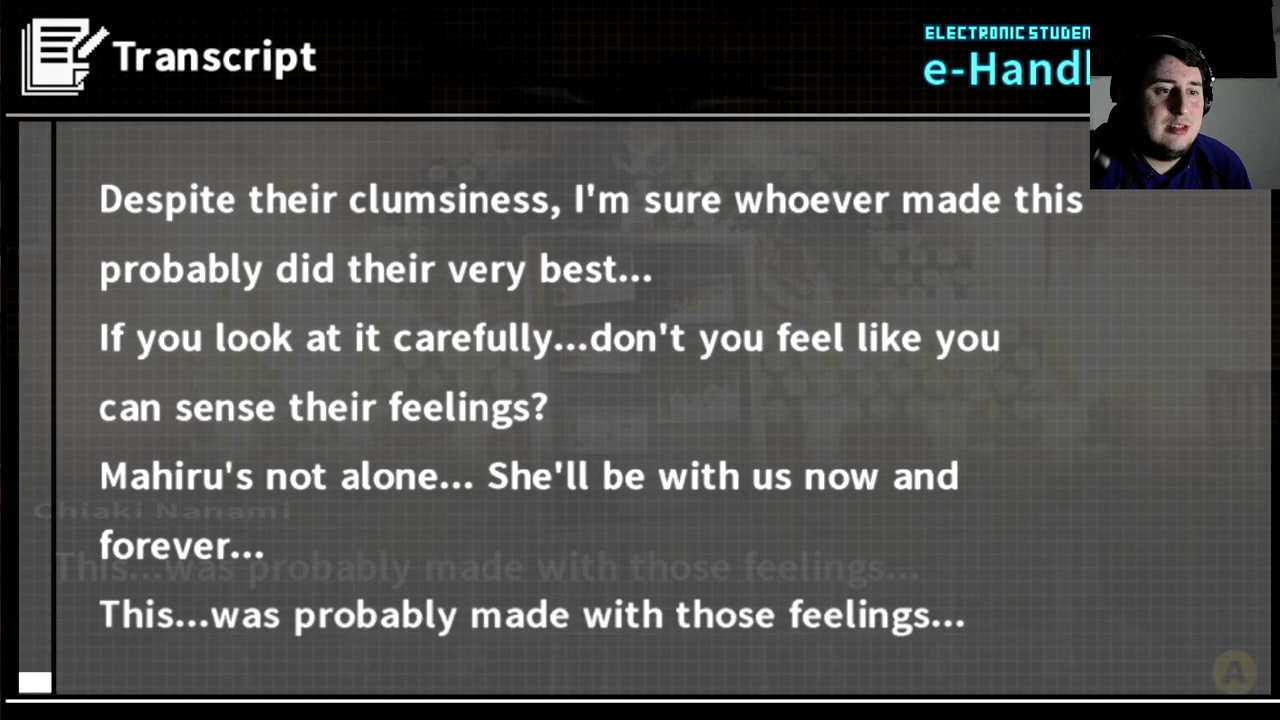 Transcript
ELECTRONIC STUDEN
e-Hand
Despite their clumsiness, I'm sure whoever made this
probably did their very best...
If you look at it carefully...don't you feel like you
can sense their feelings?
Mahiru's not alone... She'll be with us now and
forever...
This...was probably made with those feelings...
Chiaki Nanami
This...was probably made with those feelings...
A